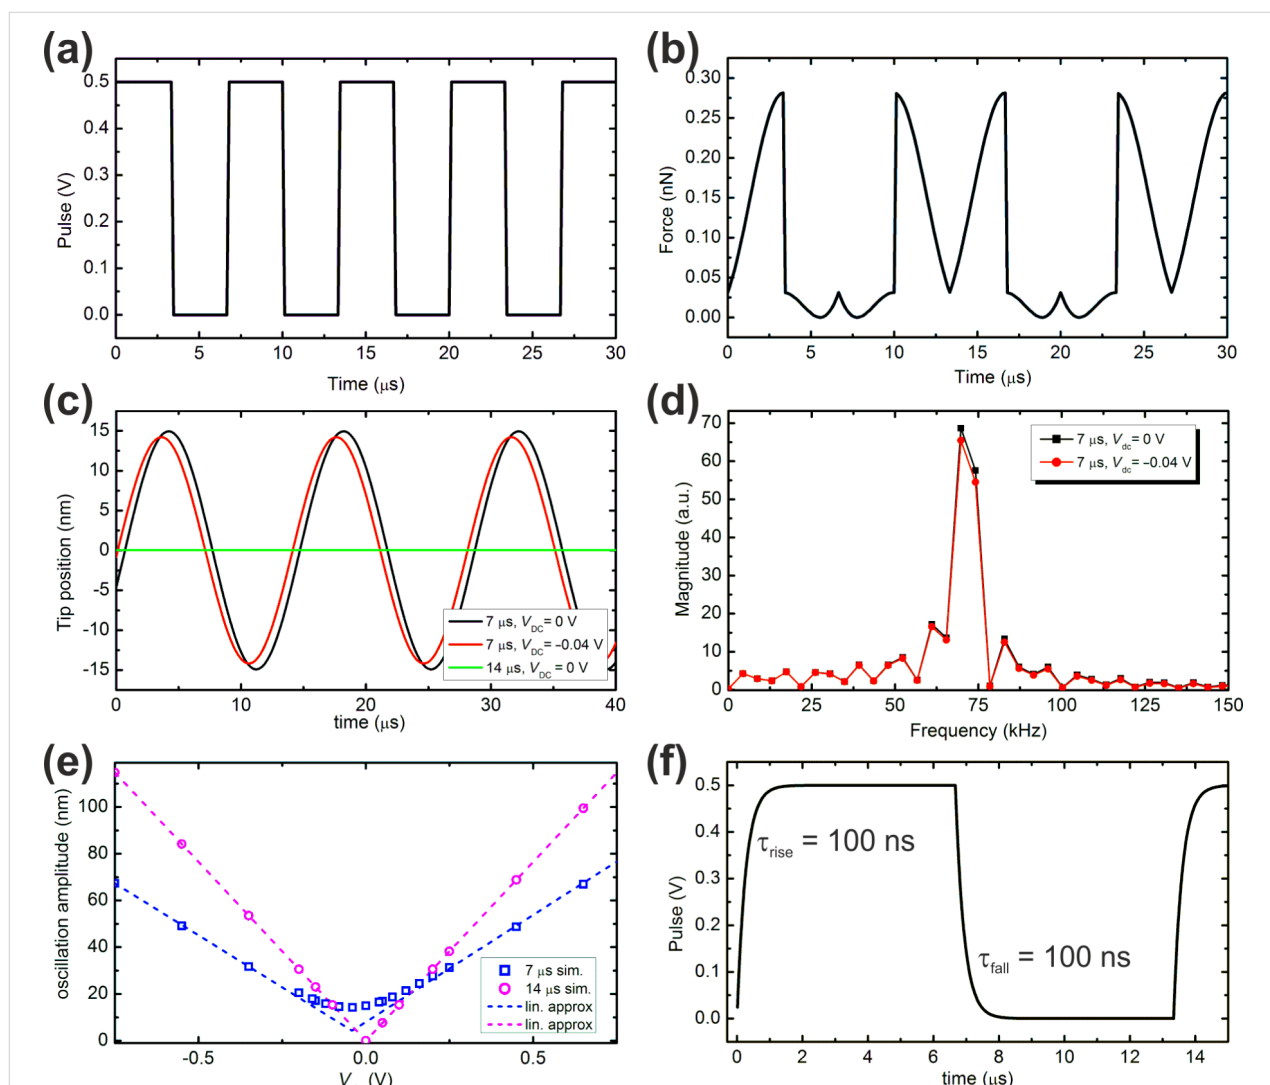 (a)
0.5
0.4
0.3
0.2
0.1
0.0
Pulse (V)
0 5 10 15 20 25 30
Time (μs)
(b)
0.30
0.25
0.20
0.15
0.10
0.05
0.00
Force (nN)
0 5 10 15 20 25 30
Time (μs)
(c)
15
10
5
0
-5
-10
-15
Tip position (nm)
7 μs, VDC = 0 V
7 μs, VDC = –0.04 V
14 μs, VDC = 0 V
0 10 20 30 40
time (μs)
(d)
70
60
50
40
30
20
10
0
Magnitude (a.u.)
7 μs, Vdc = 0 V
7 μs, Vdc = –0.04 V
0 25 50 75 100 125 150
Frequency (kHz)
(e)
100
80
60
40
20
0
oscillation amplitude (nm)
7 μs sim.
14 μs sim.
lin. approx
lin. approx
-0.5 0.0 0.5
V (V)
(f)
0.5
0.4
0.3
0.2
0.1
0.0
Pulse (V)
τrise = 100 ns
τfall = 100 ns
0 2 4 6 8 10 12 14
time (μs)